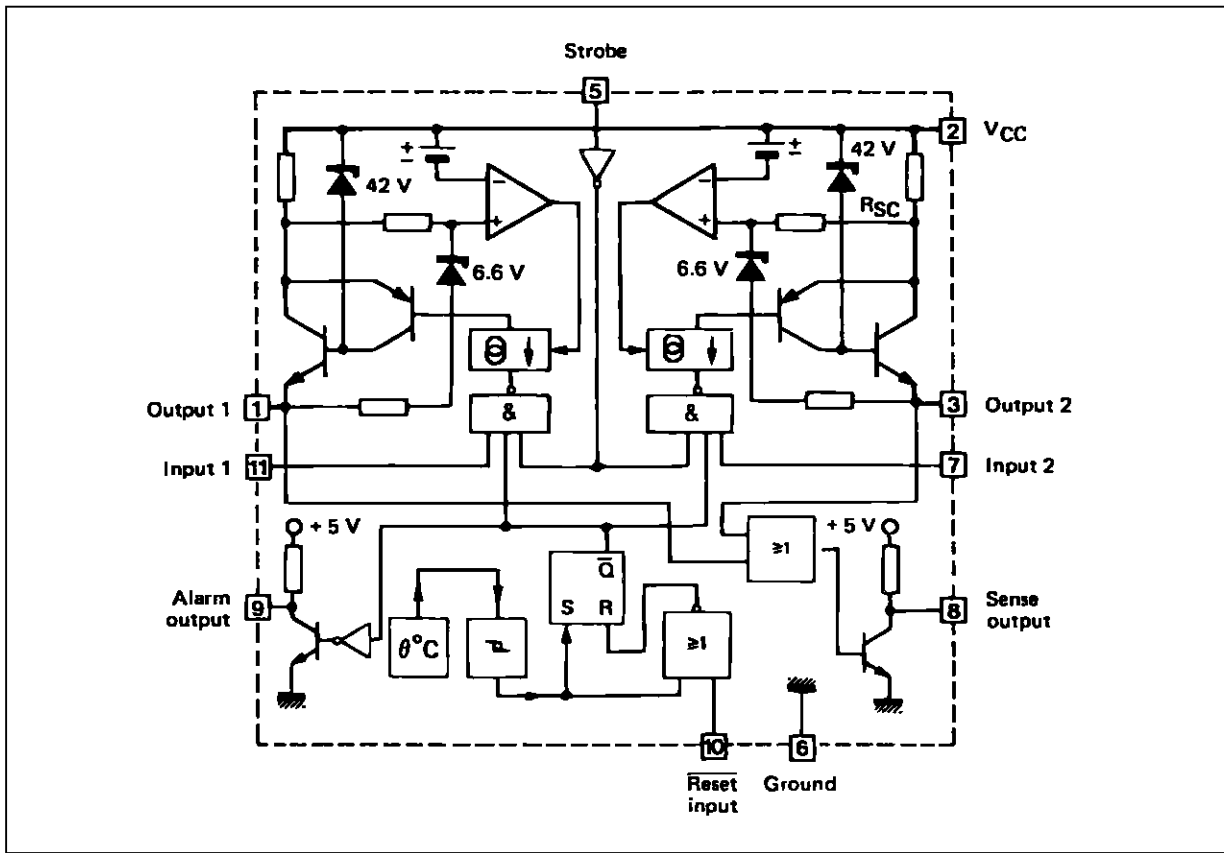 Strobe
5
2 VCC
± ±
42 V 42 V
− −
+ +
RSC
6.6 V 6.6 V
Output 1 1
3 Output 2
& &
Input 1 11
7 Input 2
+ 5 V + 5 V
≥1
Q̅
Alarm
output
9
8
Sense
output
S R
θ°C
≥1
10 6
R̅e̅s̅e̅t̅
input
Ground